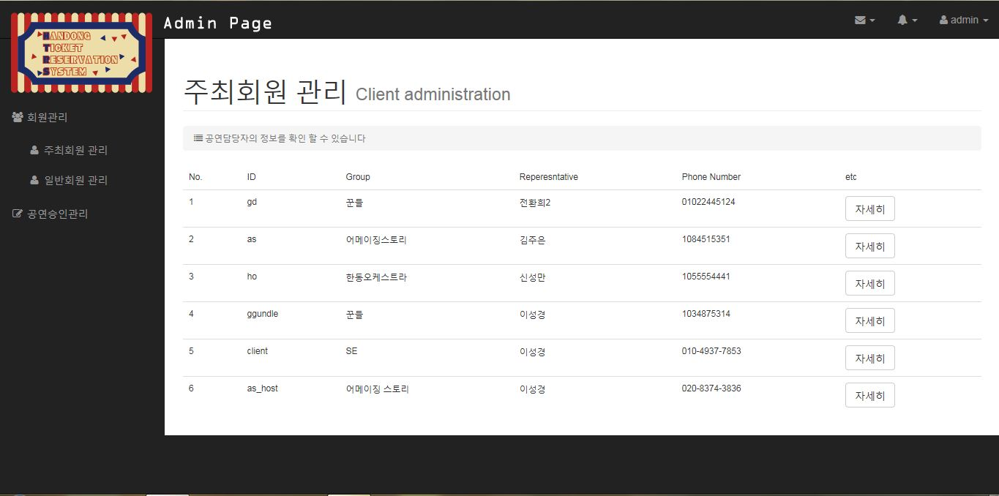 HANDONG
TICKET
RESERVATION
SYSTEM
Admin Page
admin
회원관리
주최회원 관리
일반회원 관리
공연승인관리
주최회원 관리 Client administration
공연담당자의 정보를 확인 할 수 있습니다
No. ID Group Reperesntative Phone Number etc
1 gd 꾼들 전환희2 01022445124 자세히
2 as 어메이징스토리 김주은 1084515351 자세히
3 ho 한동오케스트라 신성만 1055554441 자세히
4 ggundle 꾼들 이성경 1034875314 자세히
5 client SE 이성경 010-4937-7853 자세히
6 as_host 어메이징 스토리 이성경 020-8374-3836 자세히